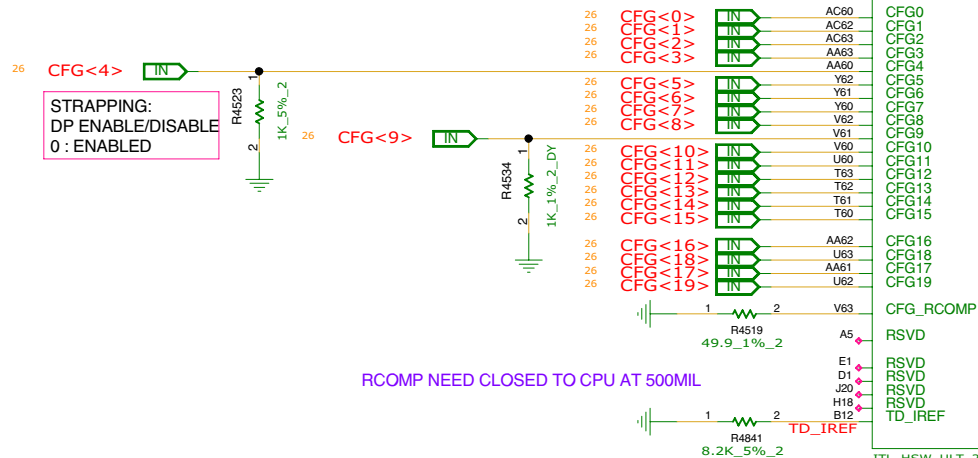 26 CFG<0> IN AC60 CFG0
26 CFG<1> IN AC62 CFG1
26 CFG<2> IN AC63 CFG2
26 CFG<3> IN AA63 CFG3
26 CFG<4> IN AA60 CFG4
STRAPPING:
DP ENABLE/DISABLE
0 : ENABLED
1
R4523
1K_5%_2
2
26 CFG<5> IN Y62 CFG5
26 CFG<6> IN Y61 CFG6
26 CFG<7> IN Y60 CFG7
26 CFG<8> IN V62 CFG8
26 CFG<9> IN V61 CFG9
1
R4534
1K_1%_2_DY
2
26 CFG<10> IN V60 CFG10
26 CFG<11> IN U60 CFG11
26 CFG<12> IN T63 CFG12
26 CFG<13> IN T62 CFG13
26 CFG<14> IN T61 CFG14
26 CFG<15> IN T60 CFG15
26 CFG<16> IN AA62 CFG16
26 CFG<18> IN U63 CFG18
26 CFG<17> IN AA61 CFG17
26 CFG<19> IN U62 CFG19
1 2 V63 CFG_RCOMP
R4519
49.9_1%_2
A5 RSVD
E1 RSVD
D1 RSVD
J20 RSVD
H18 RSVD
RCOMP NEED CLOSED TO CPU AT 500MIL
1 2 TD_IREF B12 TD_IREF
R4841
8.2K_5%_2